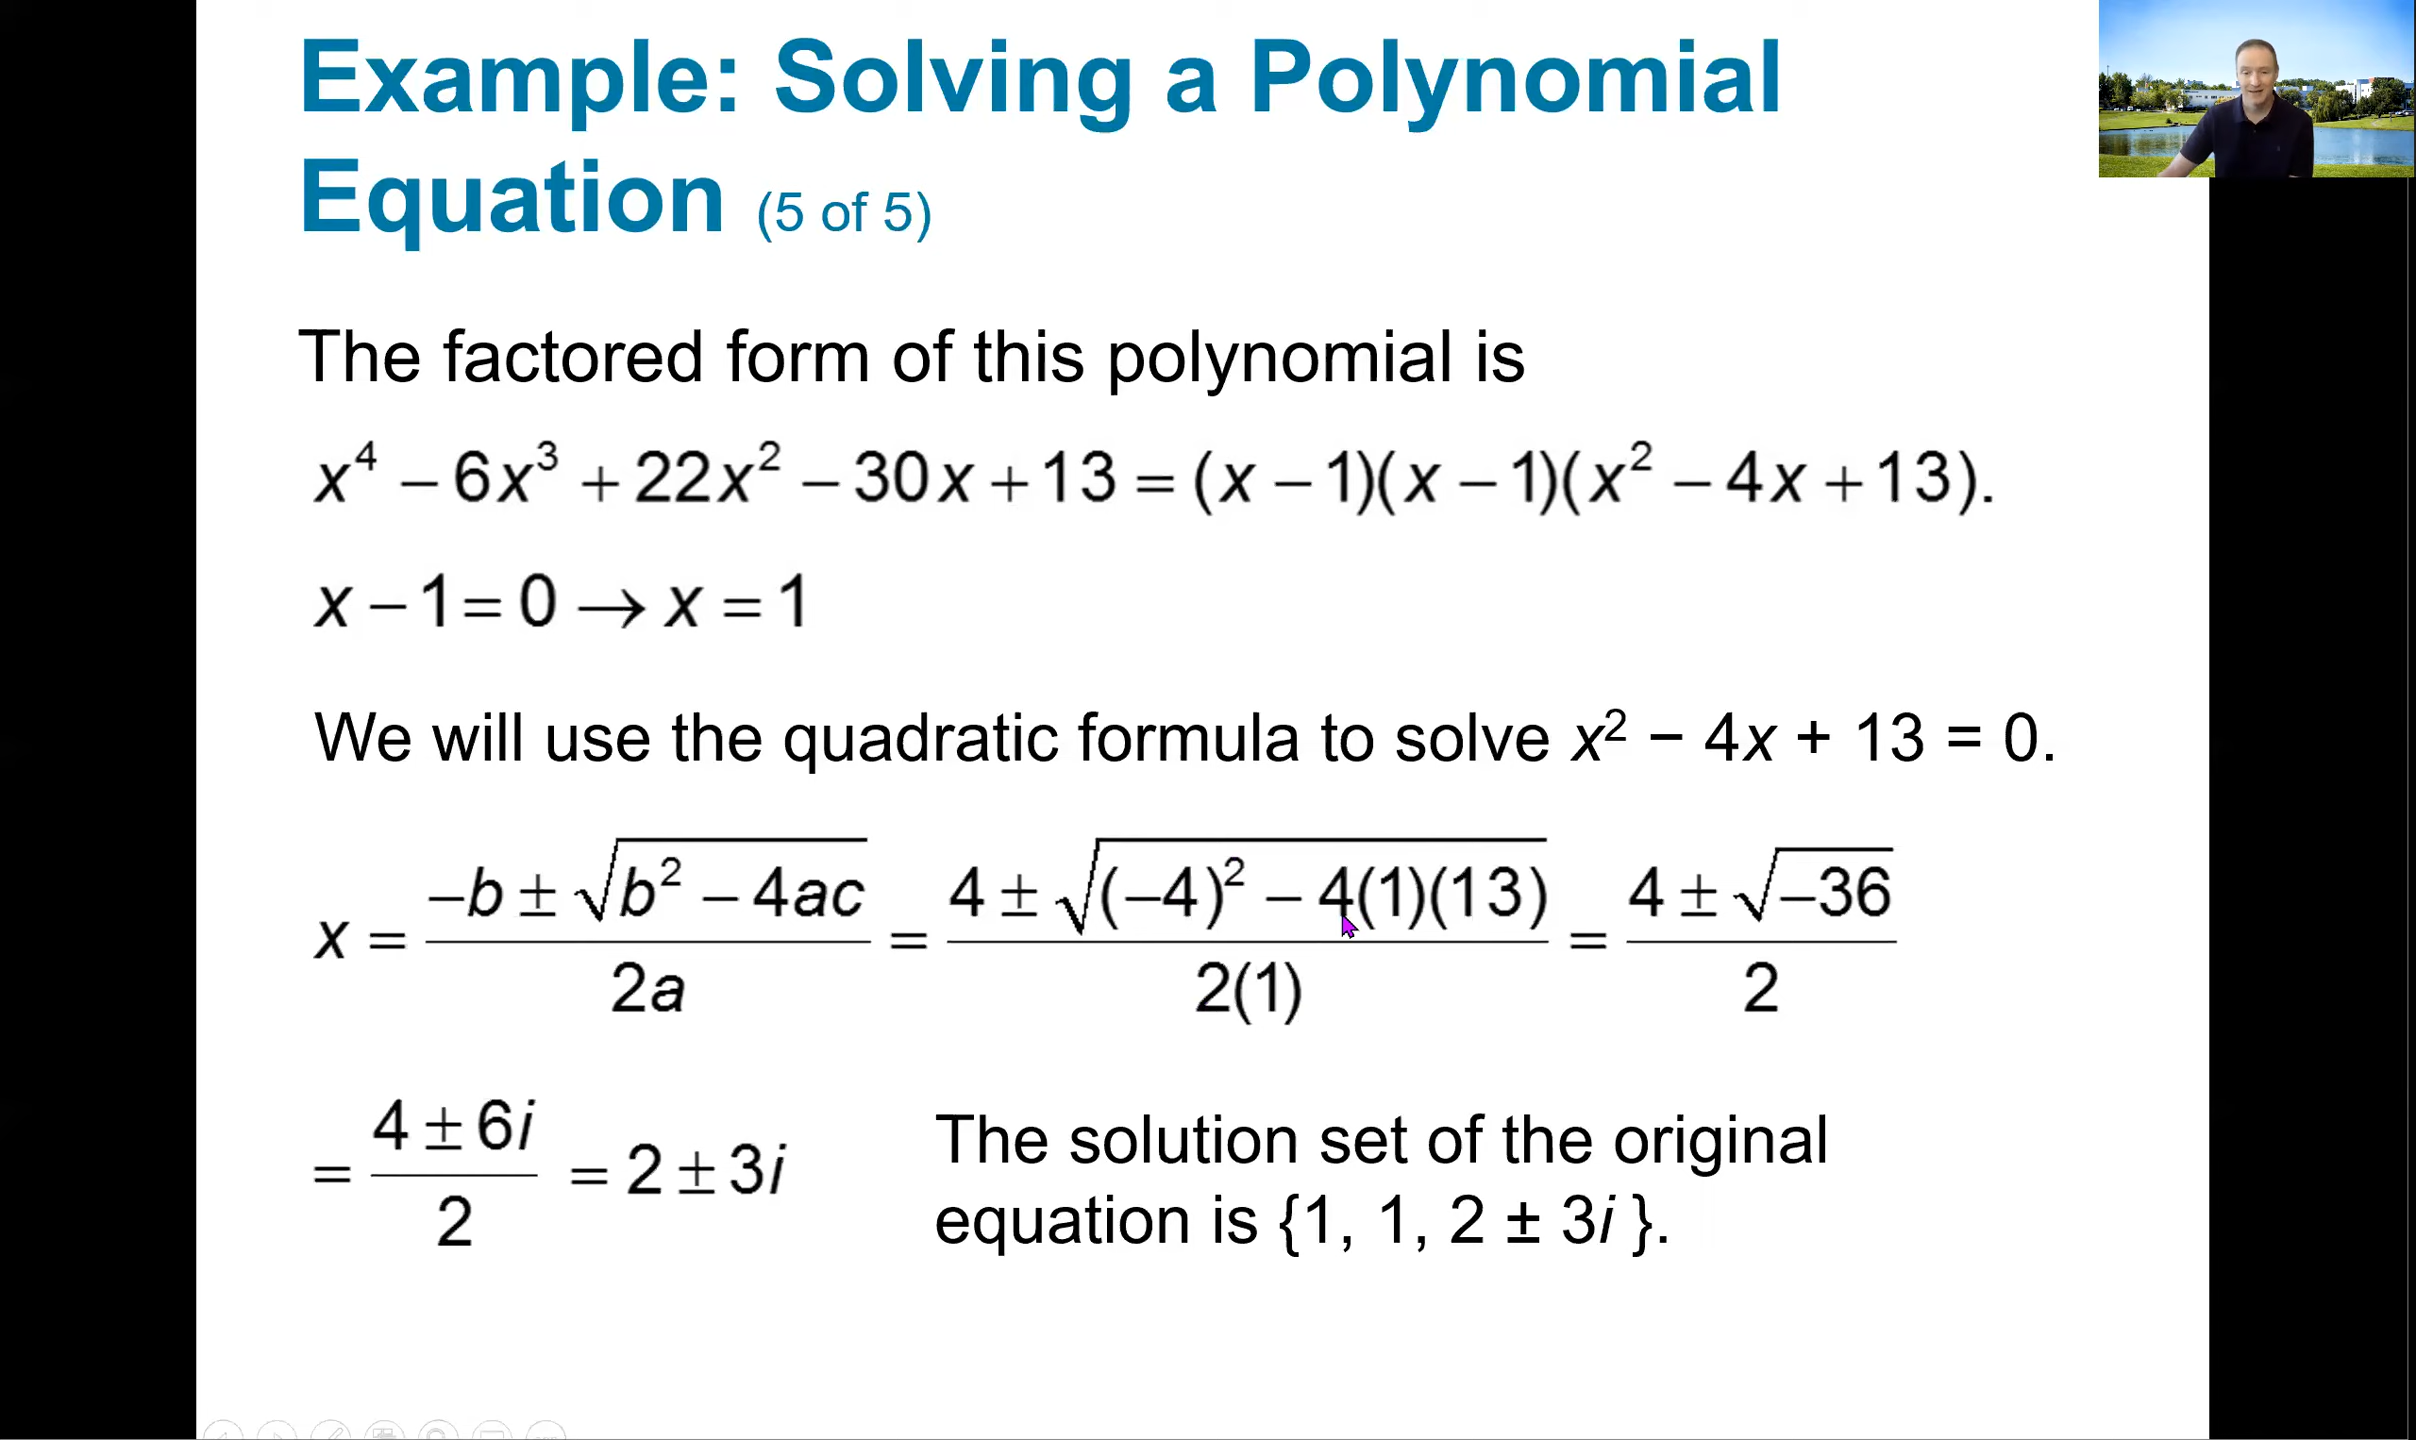 Example: Solving a Polynomial
Equation (5 of 5)
The factored form of this polynomial is
x⁴ − 6x³ + 22x² − 30x + 13 = (x − 1)(x − 1)(x² − 4x + 13).
x − 1 = 0 → x = 1
We will use the quadratic formula to solve x² − 4x + 13 = 0.
x = (−b ± √(b² − 4ac))/(2a) = (4 ± √((−4)² − 4(1)(13)))/(2(1)) = (4 ± √(−36))/2
= (4 ± 6i)/2 = 2 ± 3i
The solution set of the original
equation is {1, 1, 2 ± 3i }.